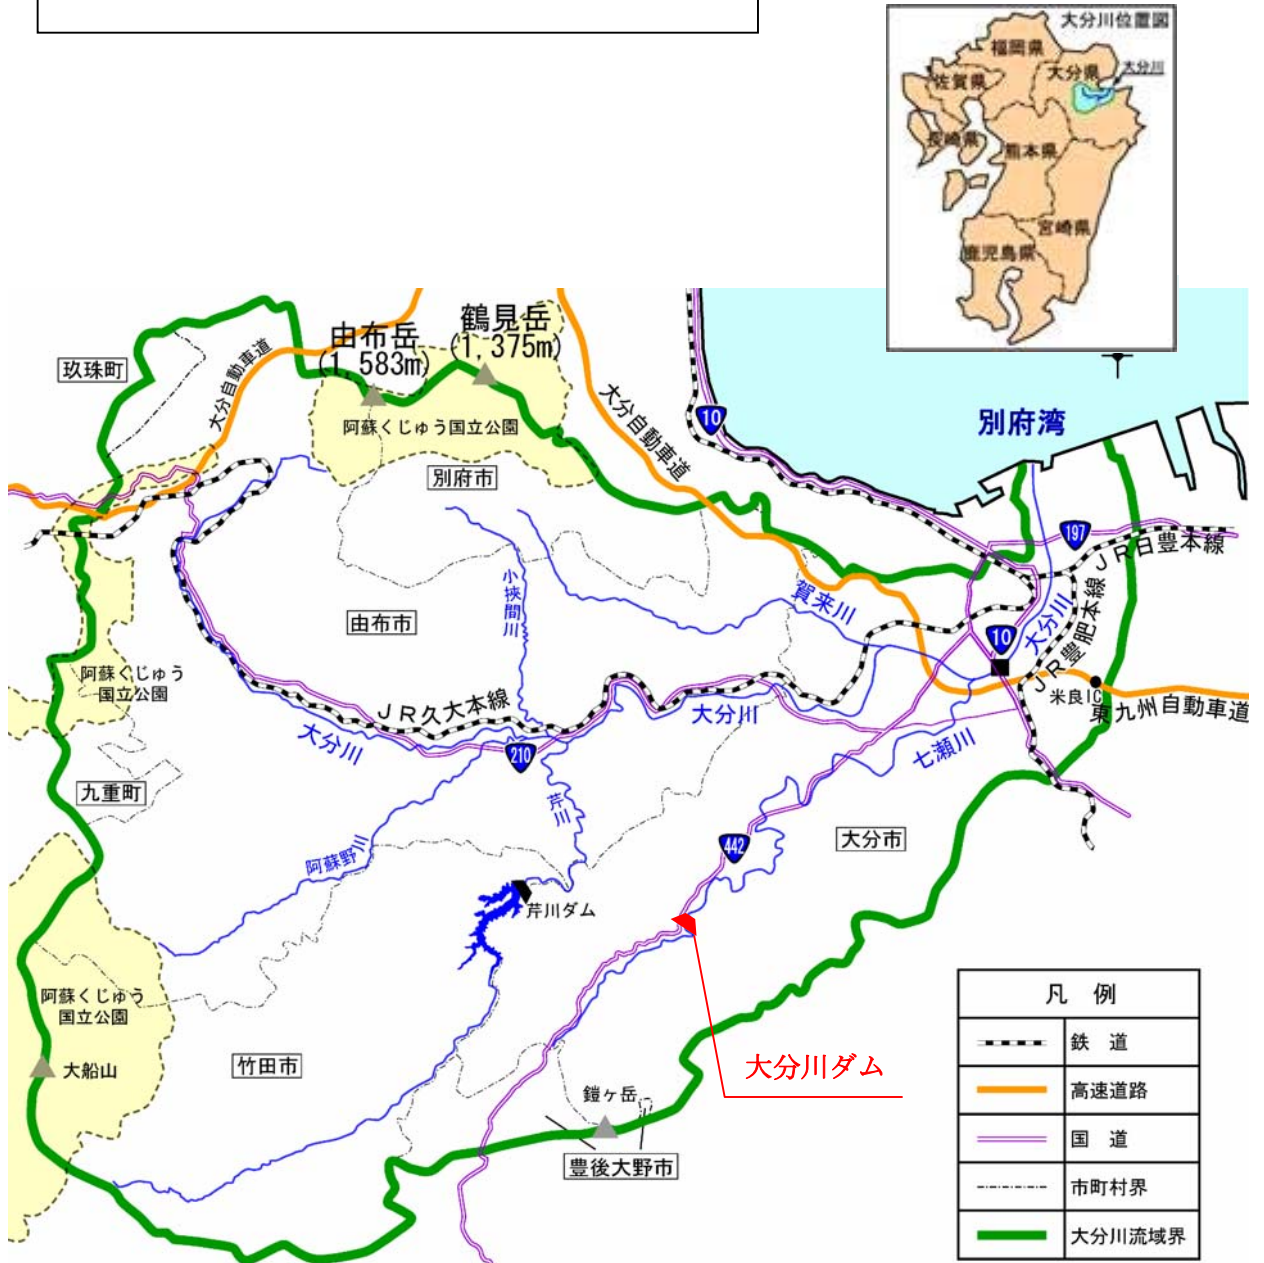 大分川位置図
福岡県
大分県
大分川
佐賀県
長崎県
熊本県
宮崎県
鹿児島県
鶴見岳
(1,375m)
由布岳
(1,583m)
玖珠町
大分自動車道
阿蘇くじゅう国立公園
大分自動車道
10
別府湾
別府市
197
JR日豊本線
小挾間川
賀来川
由布市
10
大分川
JR豊肥本線
阿蘇くじゅう
国立公園
米良IC
東九州自動車道
JR久大本線
大分川
大分川
210
七瀬川
九重町
芹川
大分市
442
阿蘇野川
芹川ダム
阿蘇くじゅう
国立公園
大船山
竹田市
大分川ダム
鎧ヶ岳
豊後大野市
凡 例
鉄 道
高速道路
国 道
市町村界
大分川流域界